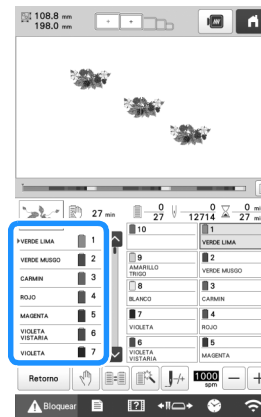 108.8 mm
198.0 mm
27 min
0
27
0
12714
0 min
27 mi
VERDE LIMA 1
VERDE MUSGO 2
CARMIN 3
ROJO 4
MAGENTA 5
VIOLETA VISTARIA 6
VIOLETA 7
10
9
AMARILLO TRIGO
8
BLANCO
7
VIOLETA
6
VIOLETA VISTARIA
1
VERDE LIMA
2
VERDE MUSGO
3
CARMIN
4
ROJO
5
MAGENTA
Retorno
1000 spm
Bloquear